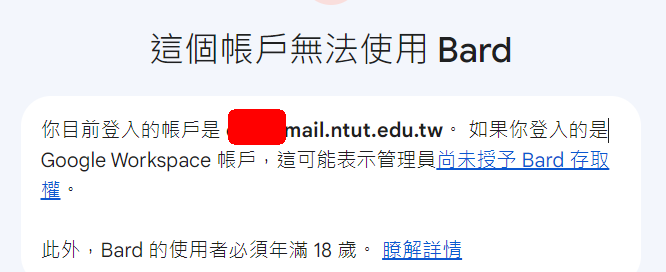 這個帳戶無法使用 Bard
你目前登入的帳戶是 mail.ntut.edu.tw。 如果你登入的是
Google Workspace 帳戶，這可能表示管理員尚未授予 Bard 存取
權。
此外，Bard 的使用者必須年滿 18 歲。 瞭解詳情